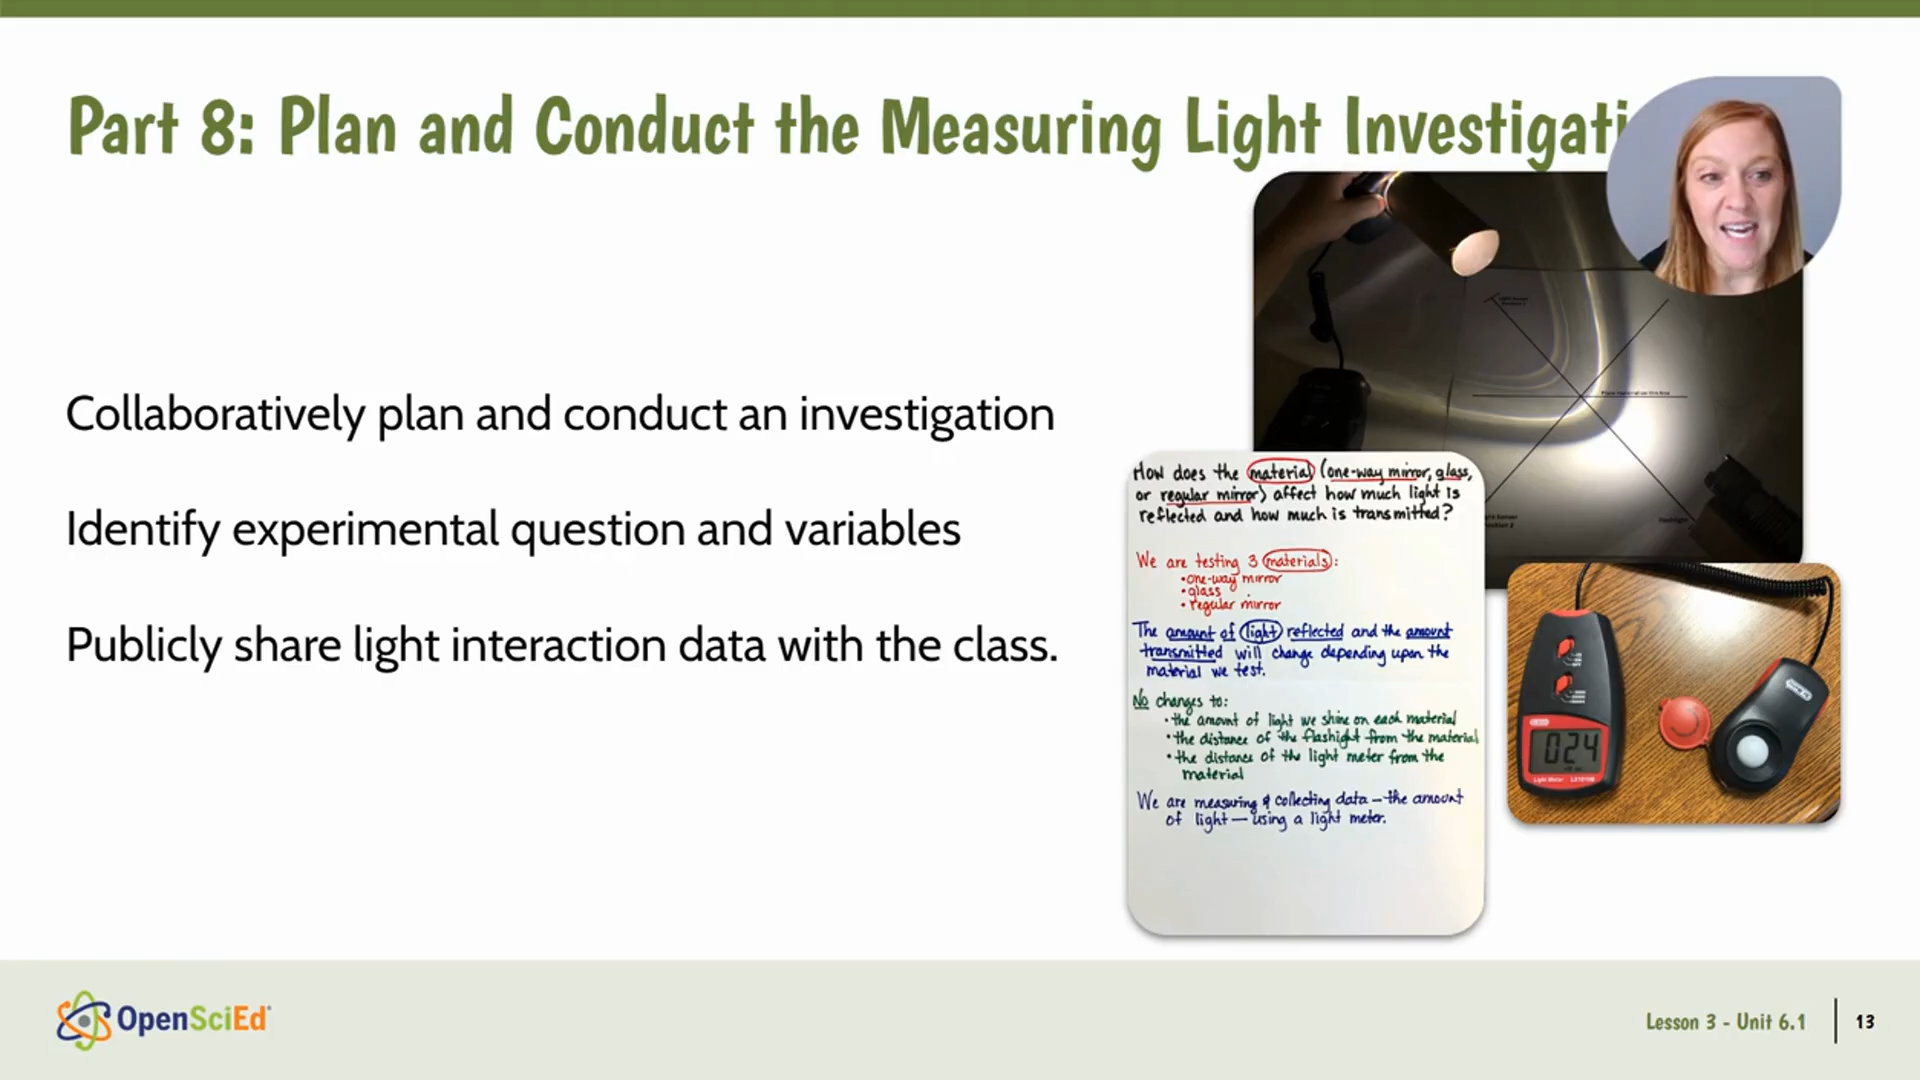 Part 8: Plan and Conduct the Measuring Light Investigati
Collaboratively plan and conduct an investigation
Identify experimental question and variables
Publicly share light interaction data with the class.
How does the material (one-way mirror, glass,
or regular mirror) affect how much light is
reflected and how much is transmitted?
We are testing 3 materials:
•one-way mirror
•glass
•regular mirror
The amount of light reflected and the amount
transmitted will change depending upon the
material we test.
No changes to:
•the amount of light we shine on each material
•the distance of the flashight from the material
•the distance of the light meter from the
material
We are measuring & collecting data — the amount
of light — using a light meter.
024
Light Meter
OpenSciEd
Lesson 3 - Unit 6.1
13